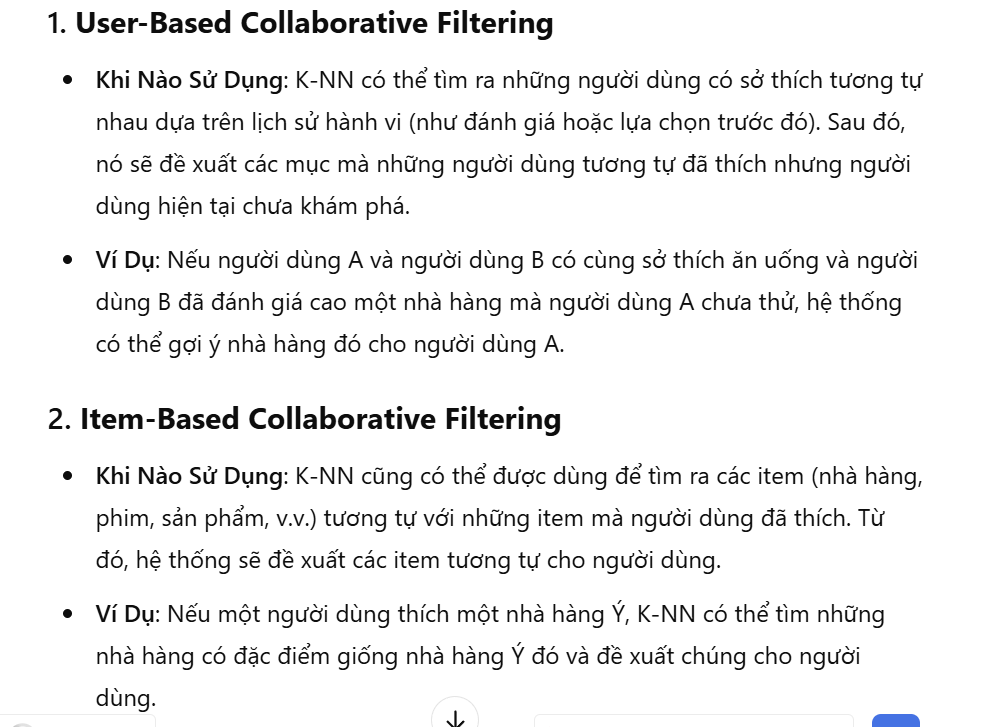 1. User-Based Collaborative Filtering
• Khi Nào Sử Dụng: K-NN có thể tìm ra những người dùng có sở thích tương tự
nhau dựa trên lịch sử hành vi (như đánh giá hoặc lựa chọn trước đó). Sau đó,
nó sẽ đề xuất các mục mà những người dùng tương tự đã thích nhưng người
dùng hiện tại chưa khám phá.
• Ví Dụ: Nếu người dùng A và người dùng B có cùng sở thích ăn uống và người
dùng B đã đánh giá cao một nhà hàng mà người dùng A chưa thử, hệ thống
có thể gợi ý nhà hàng đó cho người dùng A.
2. Item-Based Collaborative Filtering
• Khi Nào Sử Dụng: K-NN cũng có thể được dùng để tìm ra các item (nhà hàng,
phim, sản phẩm, v.v.) tương tự với những item mà người dùng đã thích. Từ
đó, hệ thống sẽ đề xuất các item tương tự cho người dùng.
• Ví Dụ: Nếu một người dùng thích một nhà hàng Ý, K-NN có thể tìm những
nhà hàng có đặc điểm giống nhà hàng Ý đó và đề xuất chúng cho người
dùng.